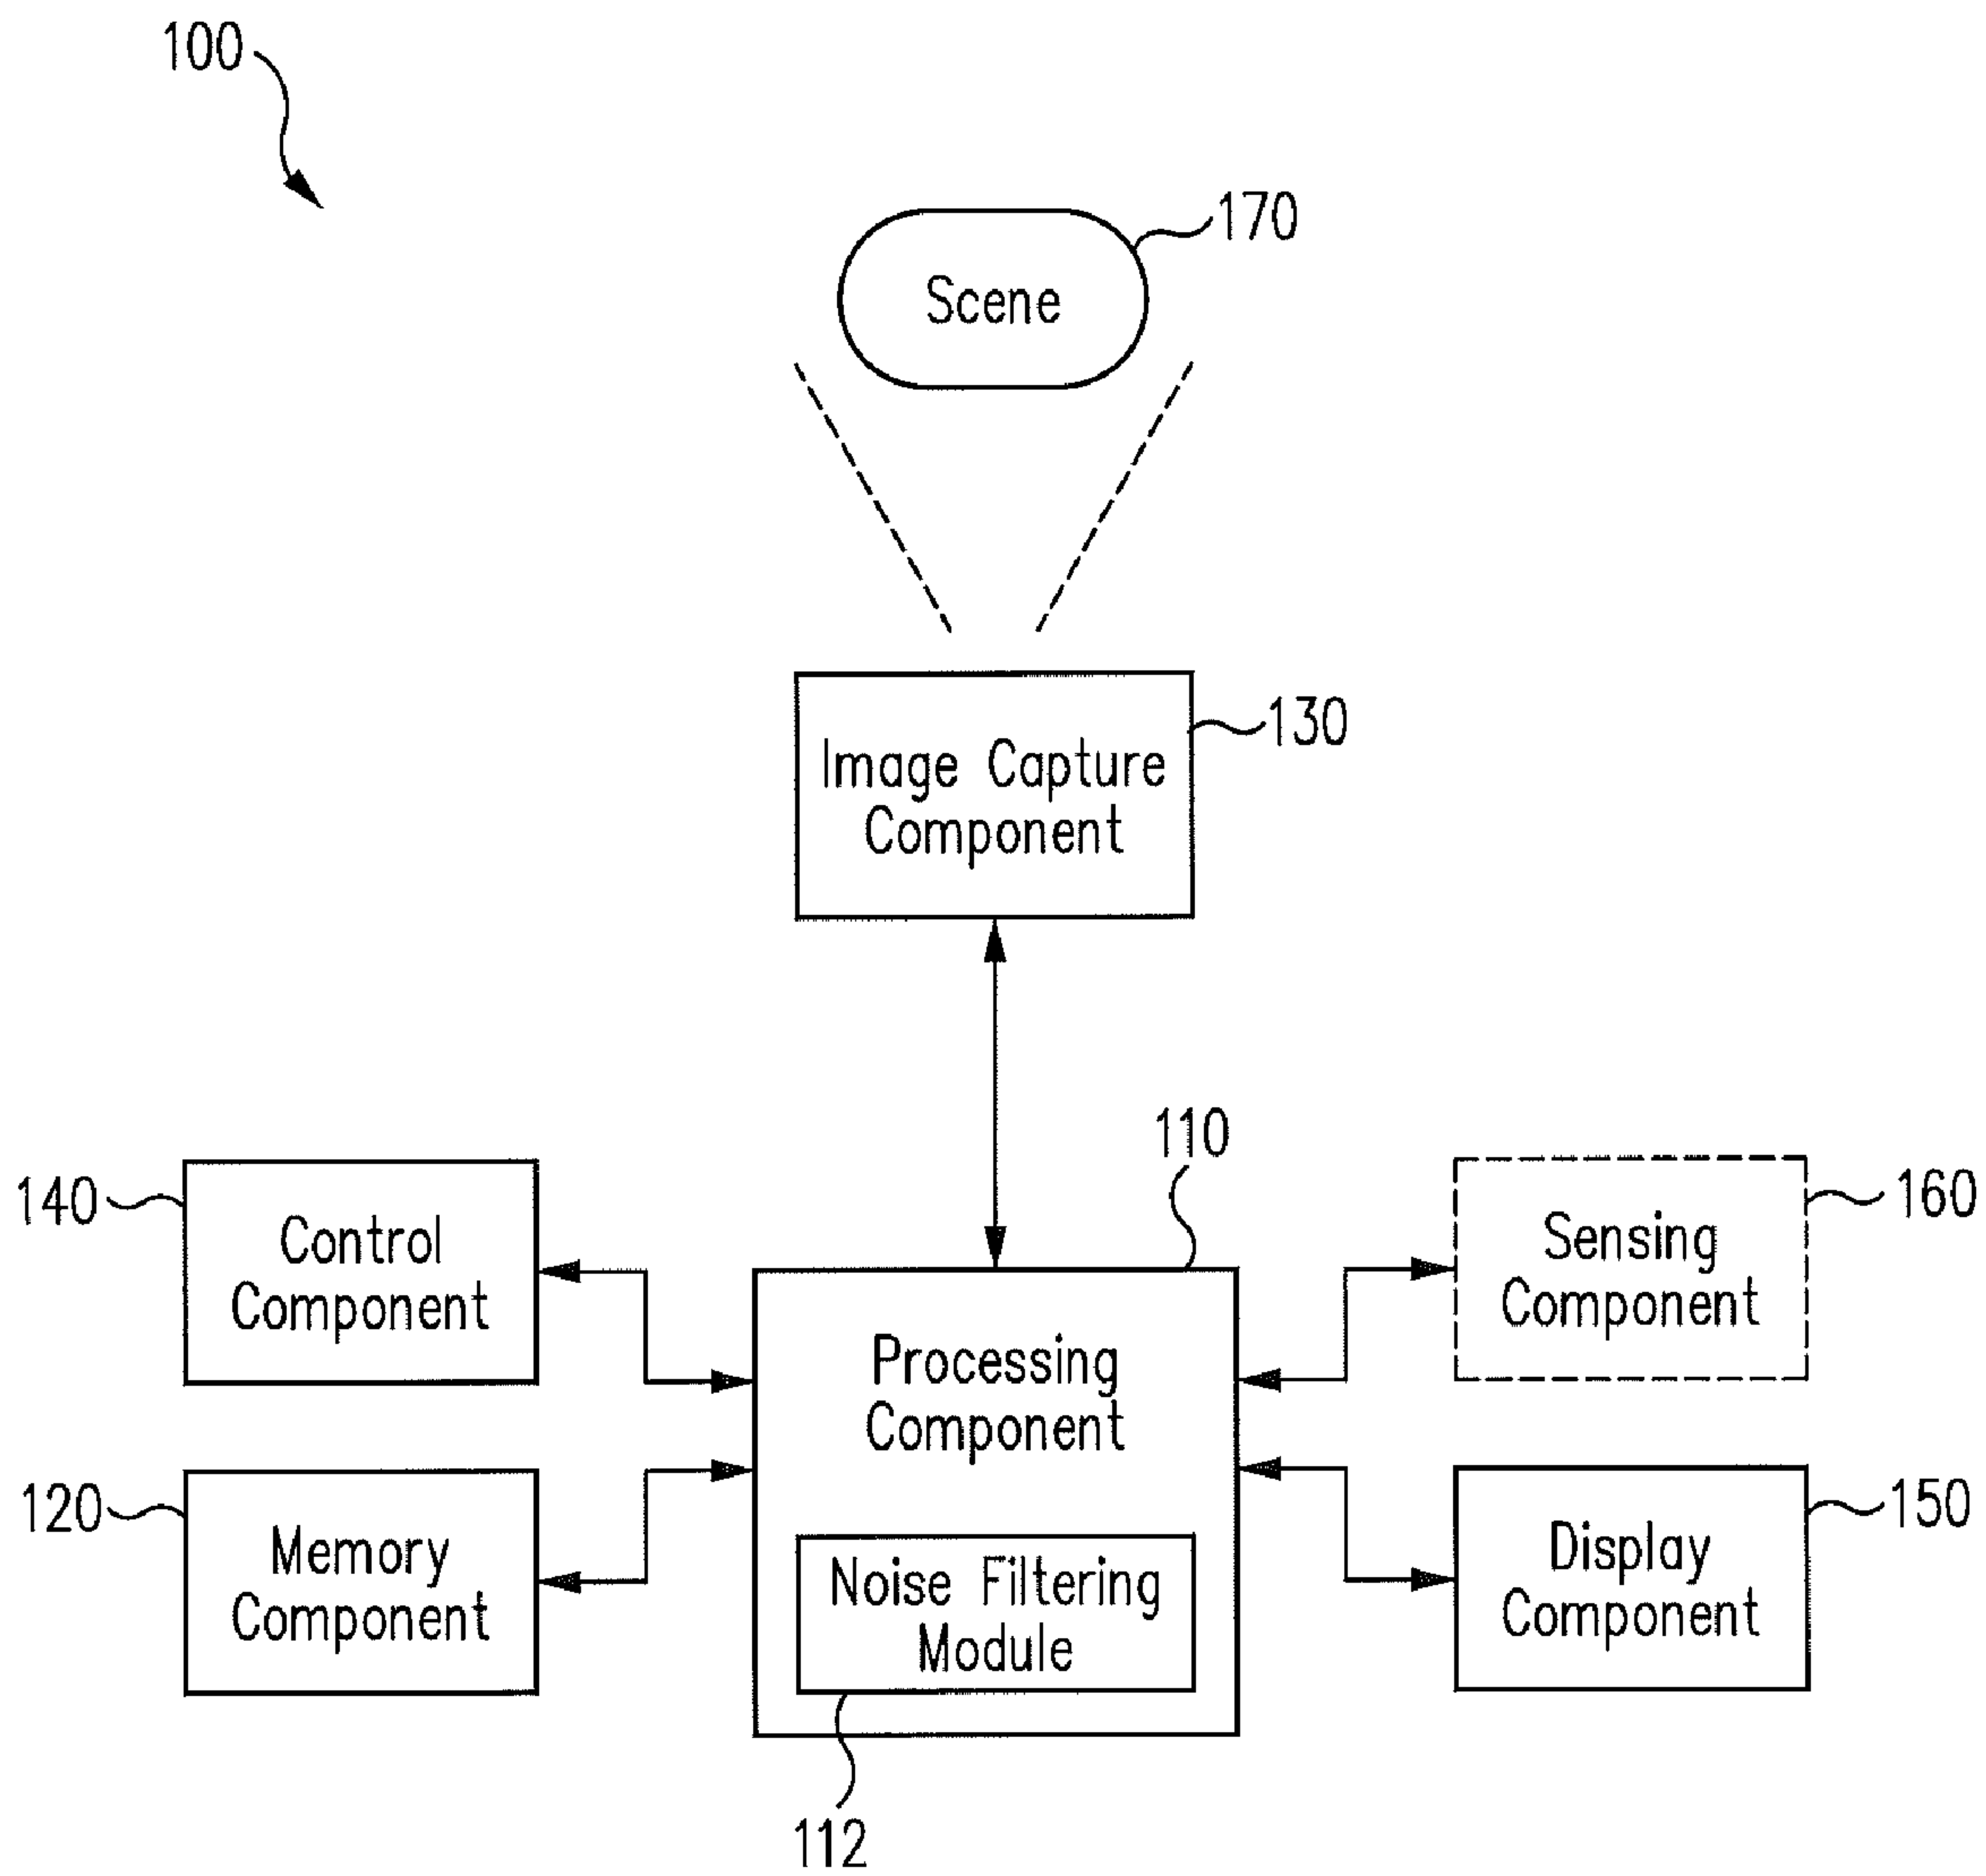 100
170
Scene
130
Image Capture
Component
110
140
Control
Component
160
Sensing
Component
Processing
Component
120
Memory
Component
150
Display
Component
Noise Filtering
Module
112